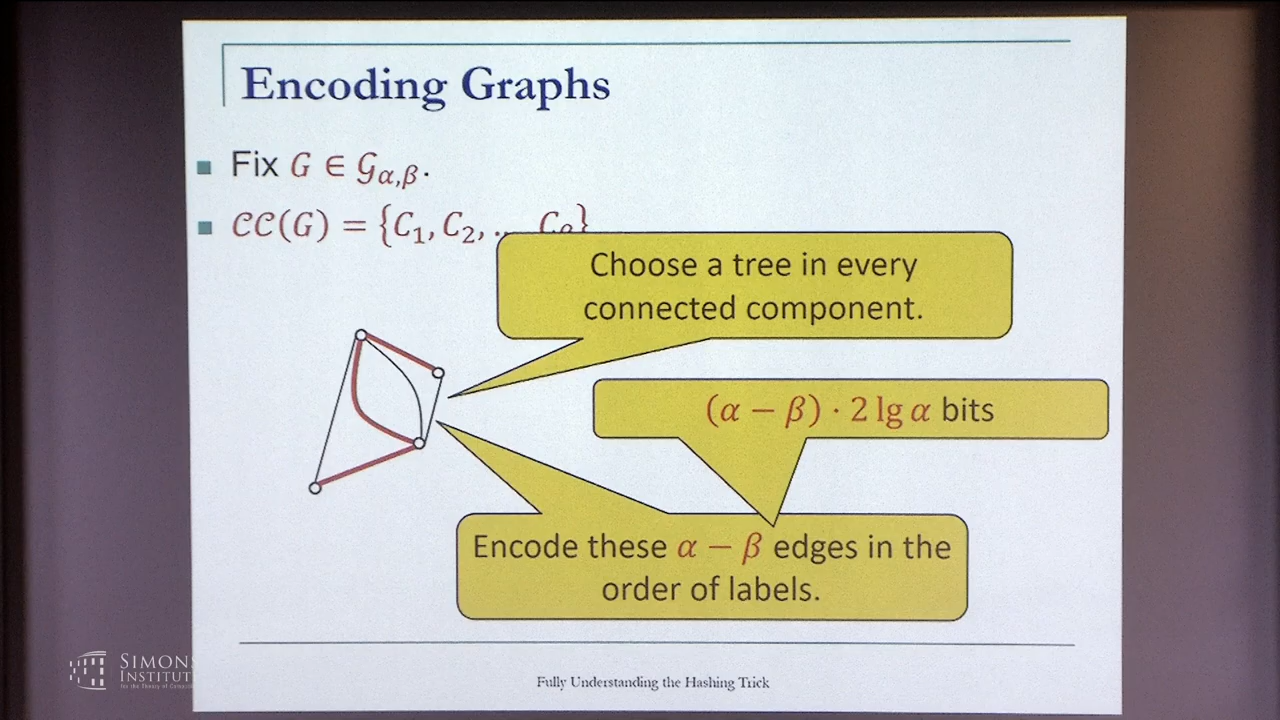 Encoding Graphs
Fix G ∈ 𝒢α,β.
𝒞𝒞(G) = {C₁, C₂, ..
Choose a tree in every
connected component.
(α − β) · 2 lg α bits
Encode these α − β edges in the
order of labels.
SIMONS
INSTITUTE
Fully Understanding the Hashing Trick